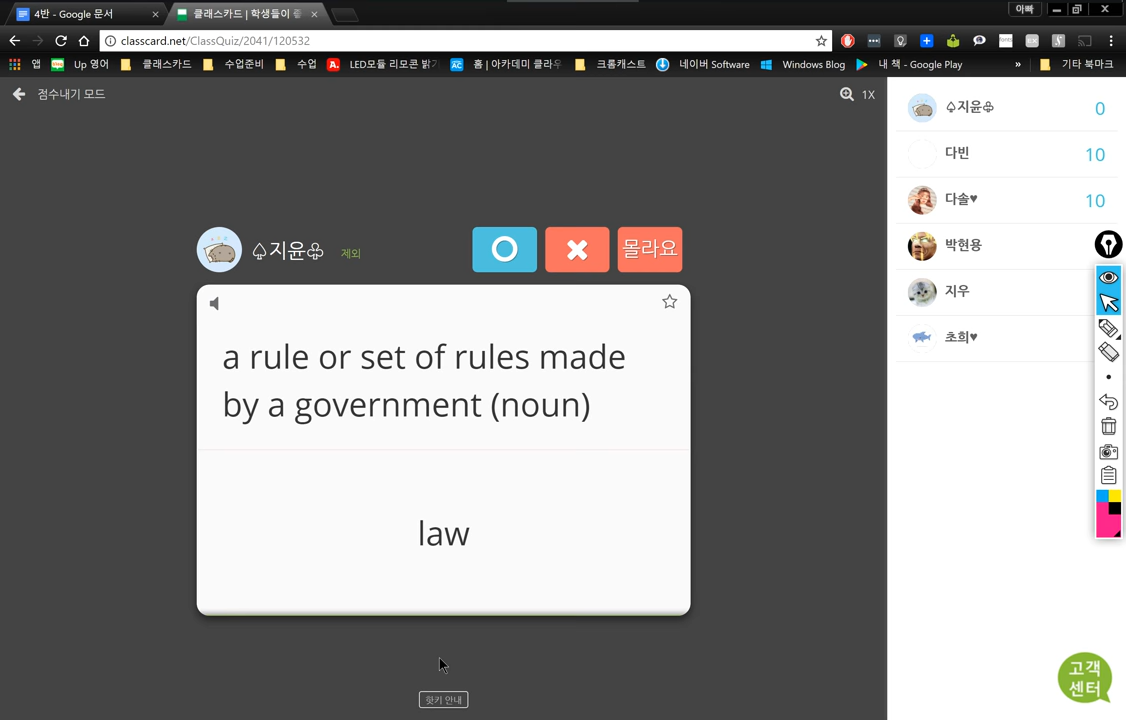 4반 - Google 문서
클래스카드 | 학생들이 좋
아빠
classcard.net/ClassQuiz/2041/120532
앱
Up 영어
클래스카드
수업준비
수업
LED모듈 리모콘 밝기
홈 | 아카데미 클라우
크롬캐스트
네이버 Software
Windows Blog
내 책 - Google Play
»
기타 북마크
점수내기 모드
1X
♤지윤♧
0
다빈
10
다솔♥
10
박현용
지우
초희♥
♤지윤♧
제외
몰라요
a rule or set of rules made
by a government (noun)
law
핫키 안내
고객
센터